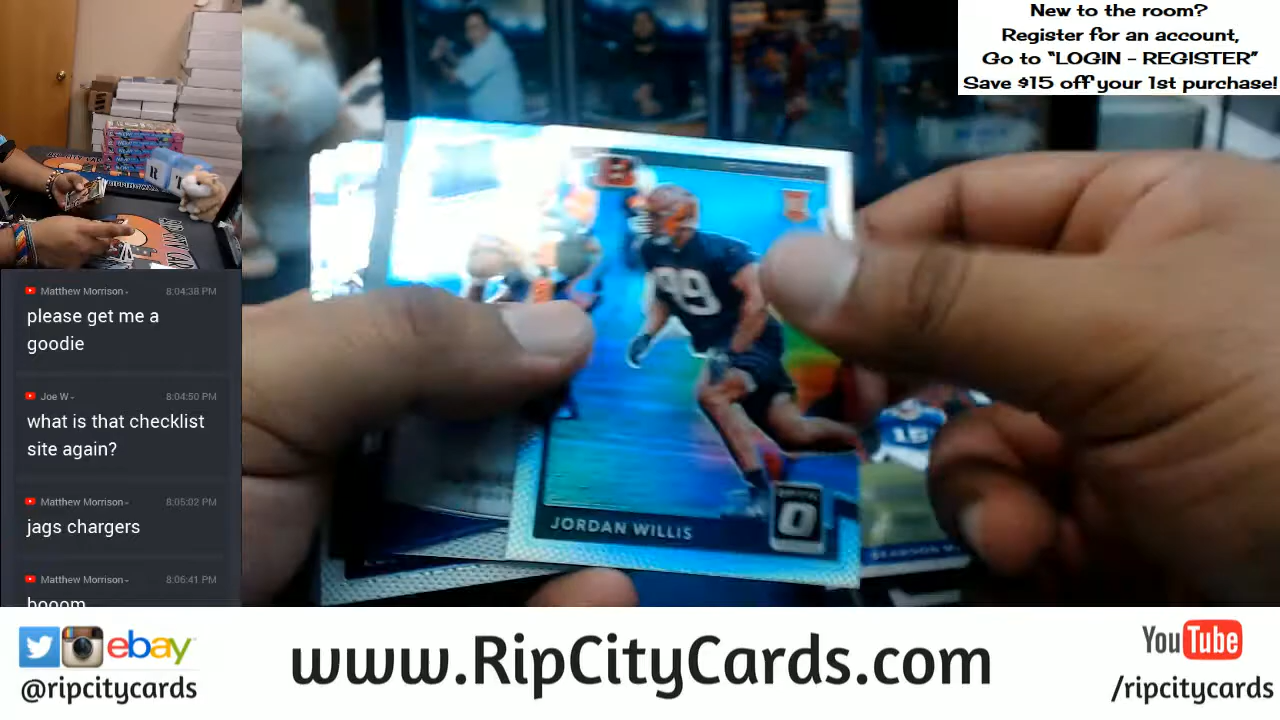 New to the room?
Register for an account,
Go to "LOGIN - REGISTER"
Save $15 off your 1st purchase!
Matthew Morrison
8:04:38 PM
please get me a
goodie
Joe W
8:04:50 PM
what is that checklist
site again?
Matthew Morrison
8:05:02 PM
jags chargers
Matthew Morrison
8:06:41 PM
booom
99
15
JORDAN WILLIS
O
ebay
@ripcitycards
www.RipCityCards.com
YouTube
/ripcitycards